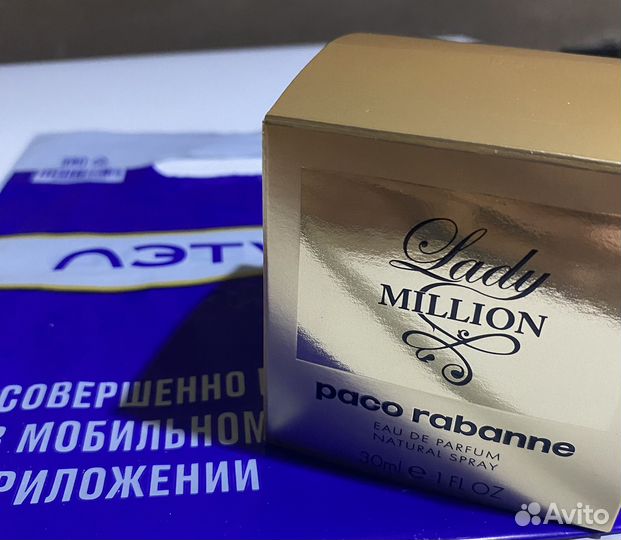 ЛЭТУ
СОВЕРШЕННО
В МОБИЛЬНОМ
РИЛОЖЕНИИ
Lady
MILLION
paco rabanne
EAU DE PARFUM
NATURAL SPRAY
30ml e 1 FL OZ
Avito